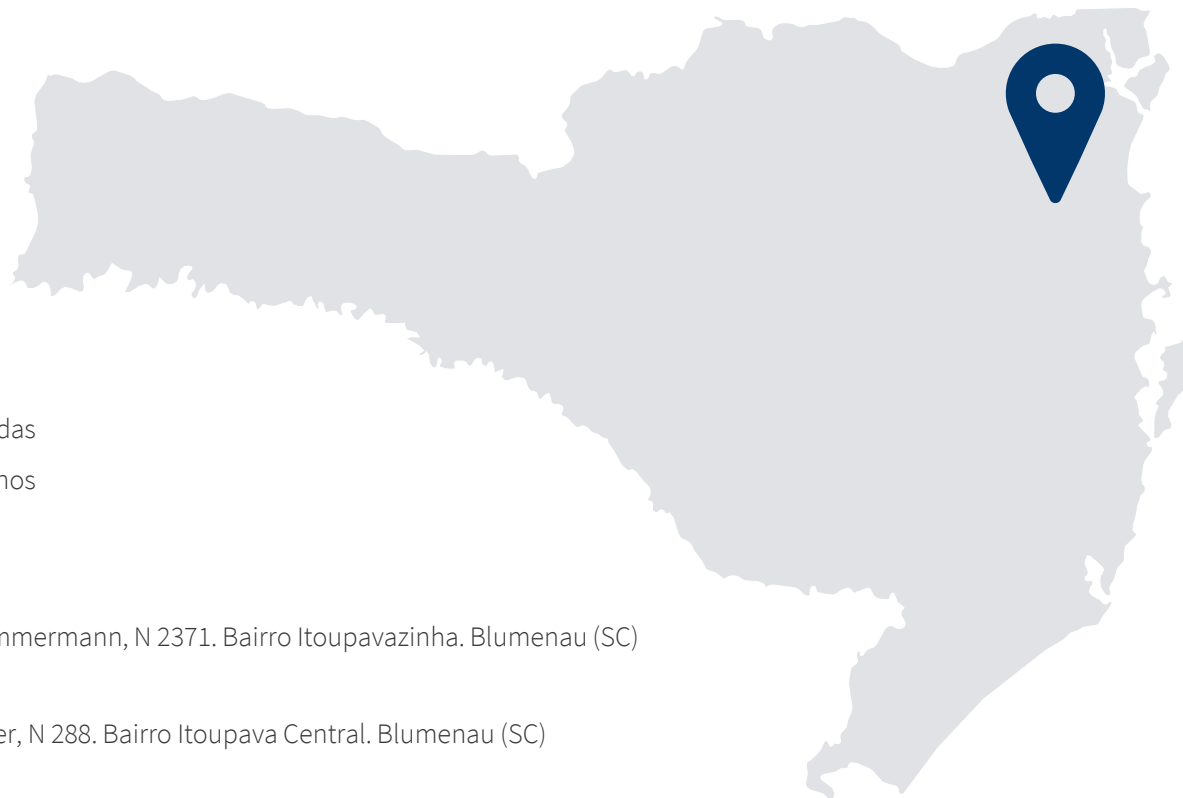 das
nos
mmermann, N 2371. Bairro Itoupavazinha. Blumenau (SC)
er, N 288. Bairro Itoupava Central. Blumenau (SC)